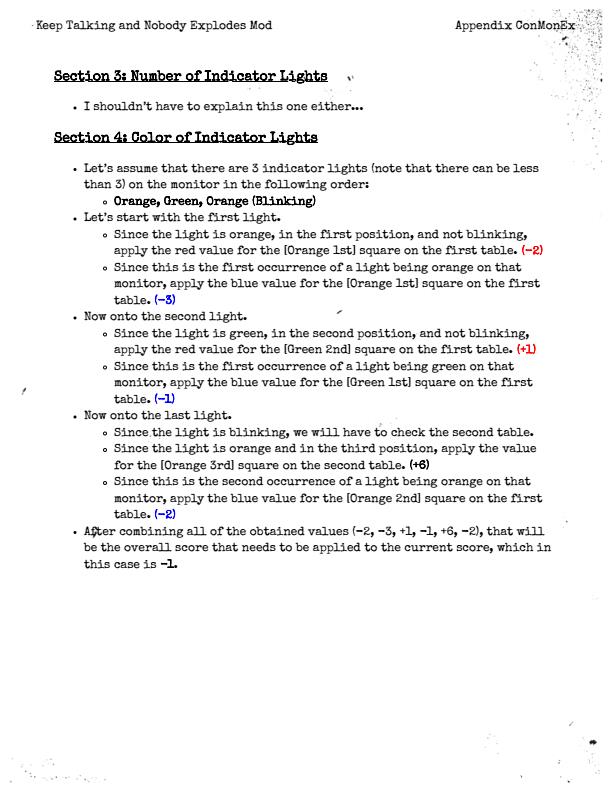 Keep Talking and Nobody Explodes Mod Appendix ConMonEx
Section 3: Number of Indicator Lights
• I shouldn't have to explain this one either...
Section 4: Color of Indicator Lights
• Let's assume that there are 3 indicator lights (note that there can be less
than 3) on the monitor in the following order:
◦ Orange, Green, Orange (Blinking)
• Let's start with the first light.
◦ Since the light is orange, in the first position, and not blinking,
apply the red value for the [Orange 1st] square on the first table. (-2)
◦ Since this is the first occurrence of a light being orange on that
monitor, apply the blue value for the [Orange 1st] square on the first
table. (-3)
• Now onto the second light.
◦ Since the light is green, in the second position, and not blinking,
apply the red value for the [Green 2nd] square on the first table. (+1)
◦ Since this is the first occurrence of a light being green on that
monitor, apply the blue value for the [Green 1st] square on the first
table. (-1)
• Now onto the last light.
◦ Since the light is blinking, we will have to check the second table.
◦ Since the light is orange and in the third position, apply the value
for the [Orange 3rd] square on the second table. (+6)
◦ Since this is the second occurrence of a light being orange on that
monitor, apply the blue value for the [Orange 2nd] square on the first
table. (-2)
• After combining all of the obtained values (-2, -3, +1, -1, +6, -2), that will
be the overall score that needs to be applied to the current score, which in
this case is -1.